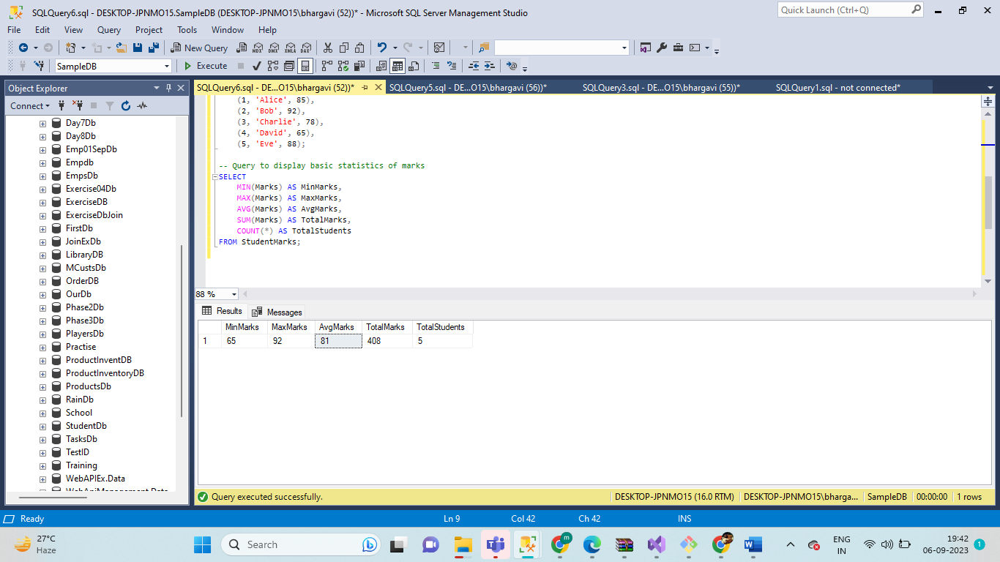 SQLQuery6.sql - DESKTOP-JPNMO15.SampleDB (DESKTOP-JPNMO15\bhargavi (52))* - Microsoft SQL Server Management Studio
Quick Launch (Ctrl+Q)
File Edit View Query Project Tools Window Help
New Query MDX DMX XMLA DAX
SampleDB Execute
Object Explorer
SQLQuery6.sql - DE...O15\bhargavi (52))* SQLQuery5.sql - DE...O15\bhargavi (56))* SQLQuery3.sql - DE...O15\bhargavi (55))* SQLQuery1.sql - not connected*
Connect
Day7Db
Day8Db
Emp01SepDb
Empdb
EmpsDb
Exercise04Db
ExerciseDB
ExerciseDbJoin
FirstDb
JoinExDb
LibraryDB
MCustsDb
OrderDB
OurDb
Phase2Db
Phase3Db
PlayersDb
Practise
ProductInventDB
ProductInventoryDB
ProductsDb
RainDb
School
StudentDb
TasksDb
TestID
Training
WebAPIEx.Data
WebApiManagement.Data
(1, 'Alice', 85),
(2, 'Bob', 92),
(3, 'Charlie', 78),
(4, 'David', 65),
(5, 'Eve', 88);
-- Query to display basic statistics of marks
SELECT
MIN(Marks) AS MinMarks,
MAX(Marks) AS MaxMarks,
AVG(Marks) AS AvgMarks,
SUM(Marks) AS TotalMarks,
COUNT(*) AS TotalStudents
FROM StudentMarks;
88 %
Results Messages
MinMarks MaxMarks AvgMarks TotalMarks TotalStudents
1 65 92 81 408 5
Query executed successfully. DESKTOP-JPNMO15 (16.0 RTM) DESKTOP-JPNMO15\bharga... SampleDB 00:00:00 1 rows
Ready Ln 9 Col 42 Ch 42 INS
27°C
Haze
Search
m
ENG
IN
19:42
06-09-2023
1